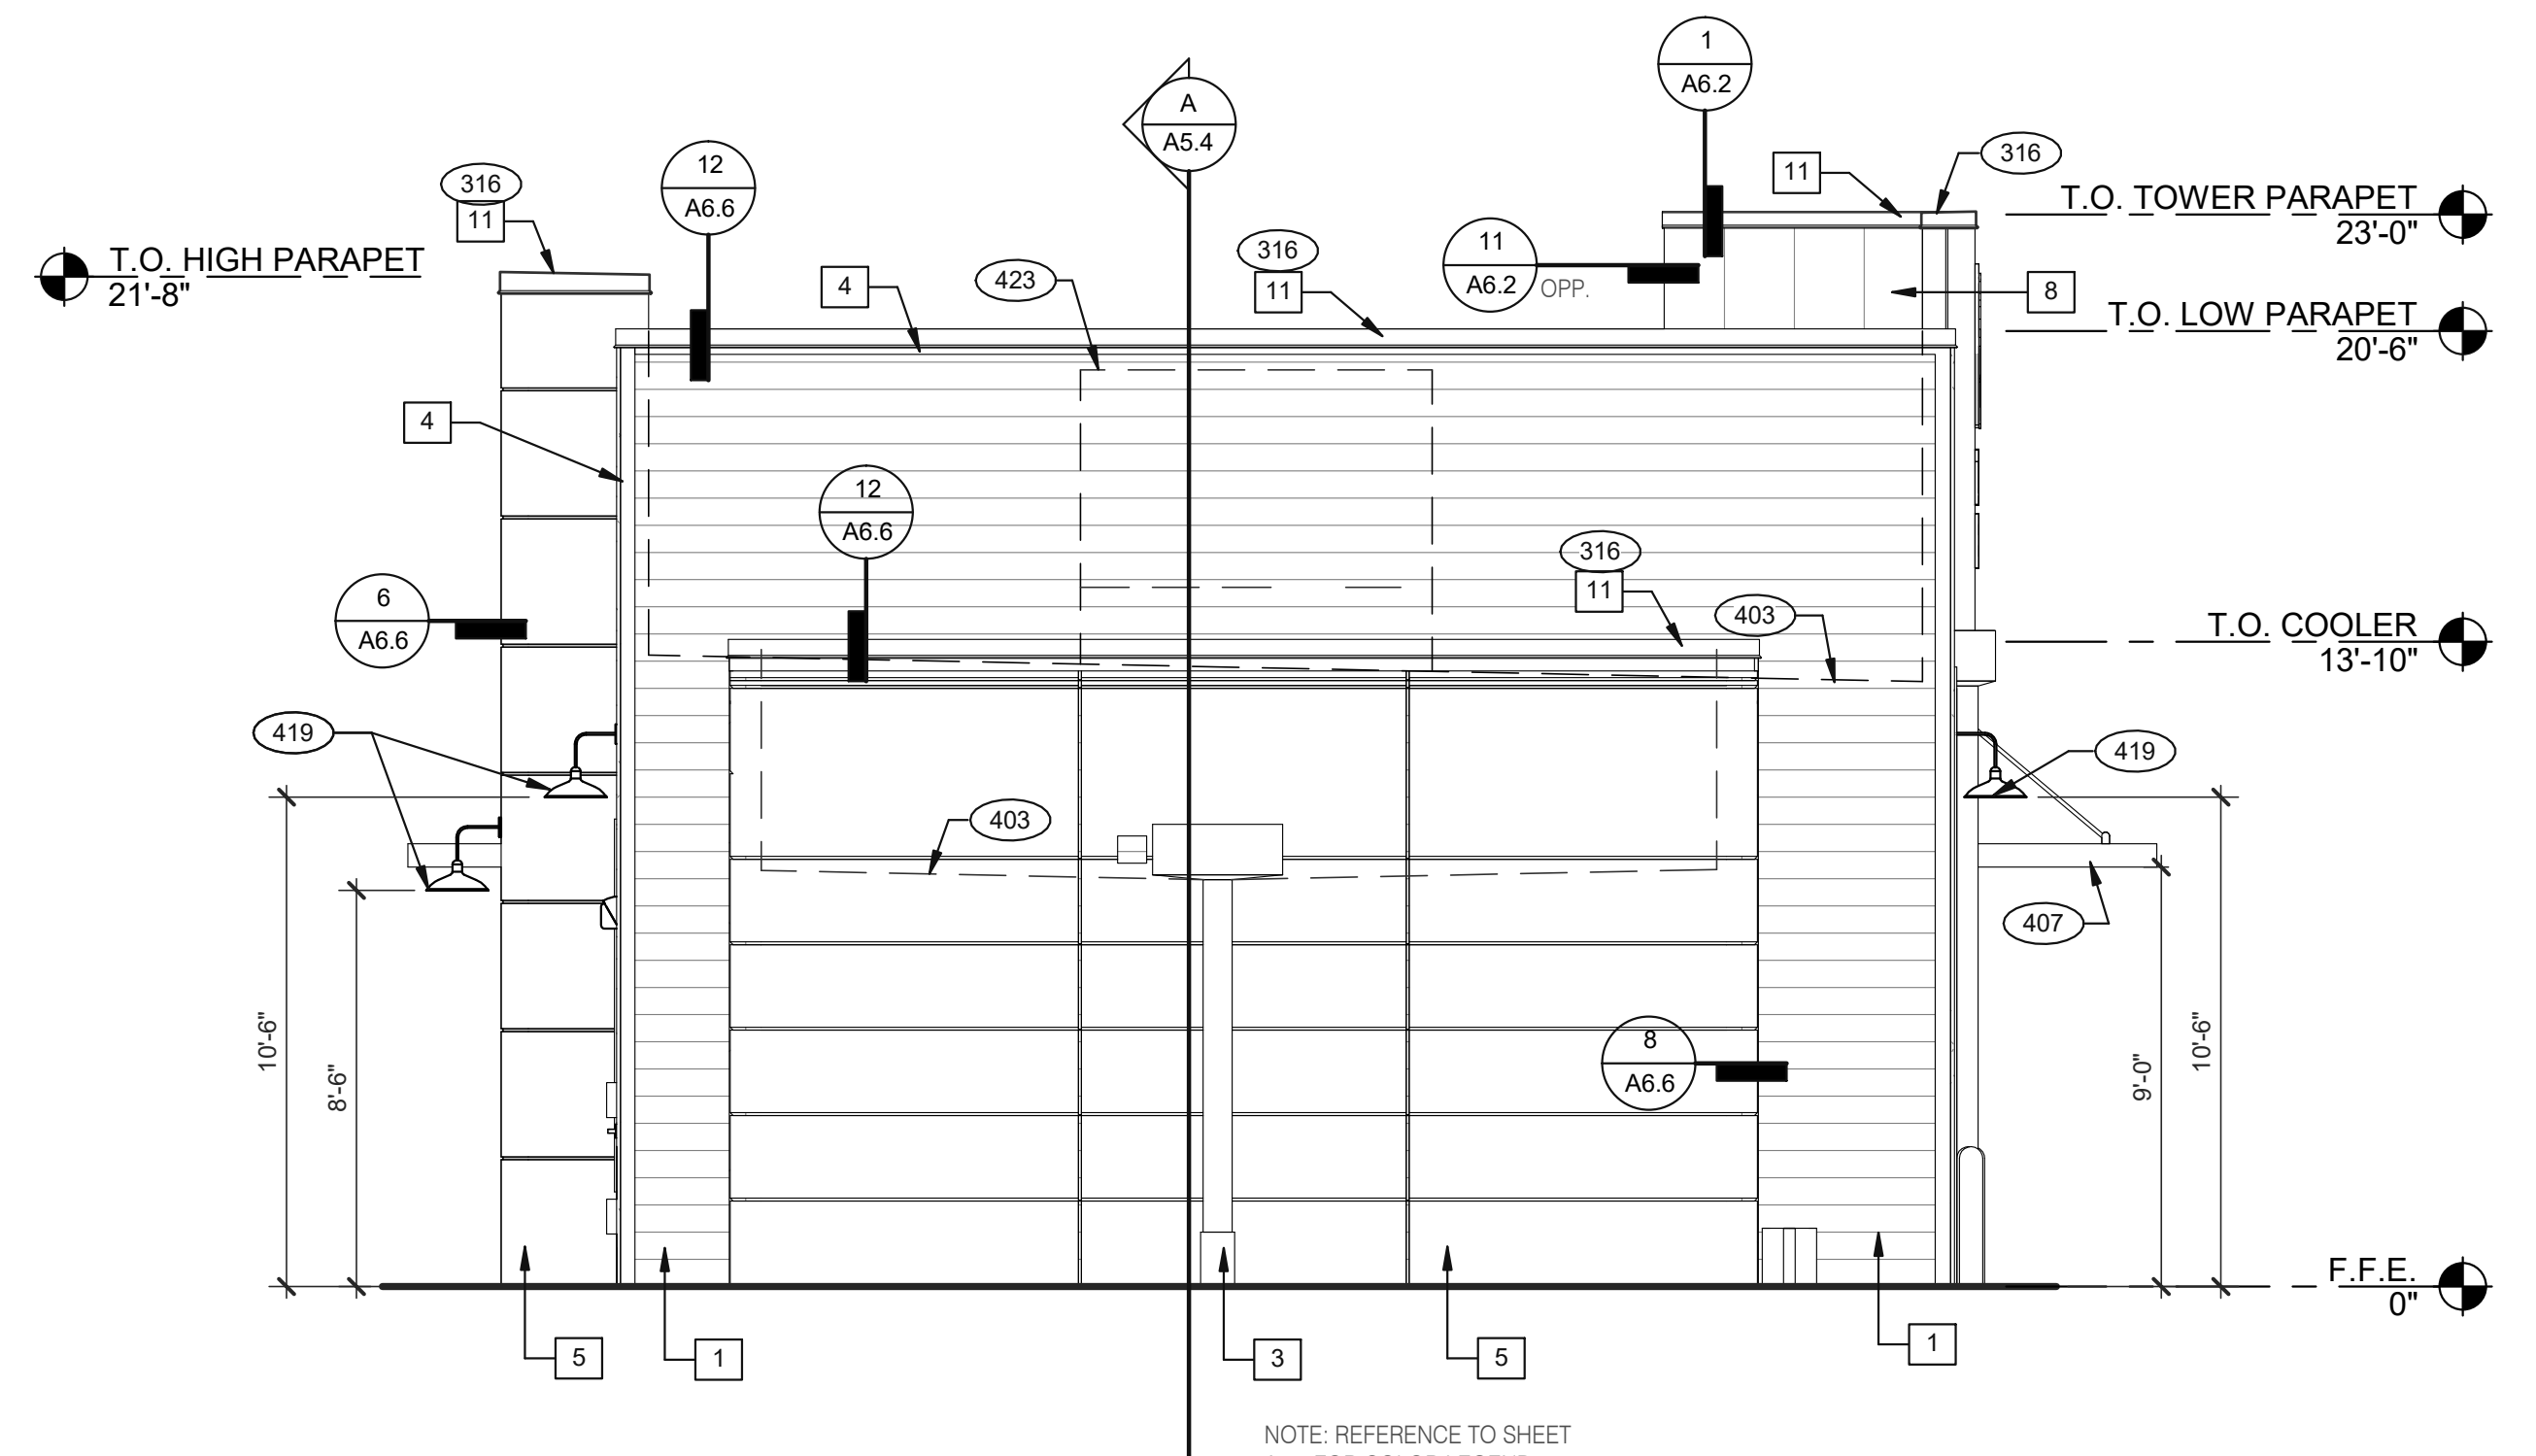 1
A6.2
A
A5.4
12
A6.6
316
11
11
316
T.O. TOWER PARAPET
23'-0"
T.O. HIGH PARAPET
21'-8"
4
423
316
11
11
A6.2
OPP.
8
T.O. LOW PARAPET
20'-6"
4
12
A6.6
316
11
403
6
A6.6
T.O. COOLER
13'-10"
419
419
403
407
10'-6"
8'-6"
8
A6.6
9'-0"
10'-6"
F.F.E.
0"
5
1
3
5
1
NOTE: REFERENCE TO SHEET
FOR COLOR LEGEND